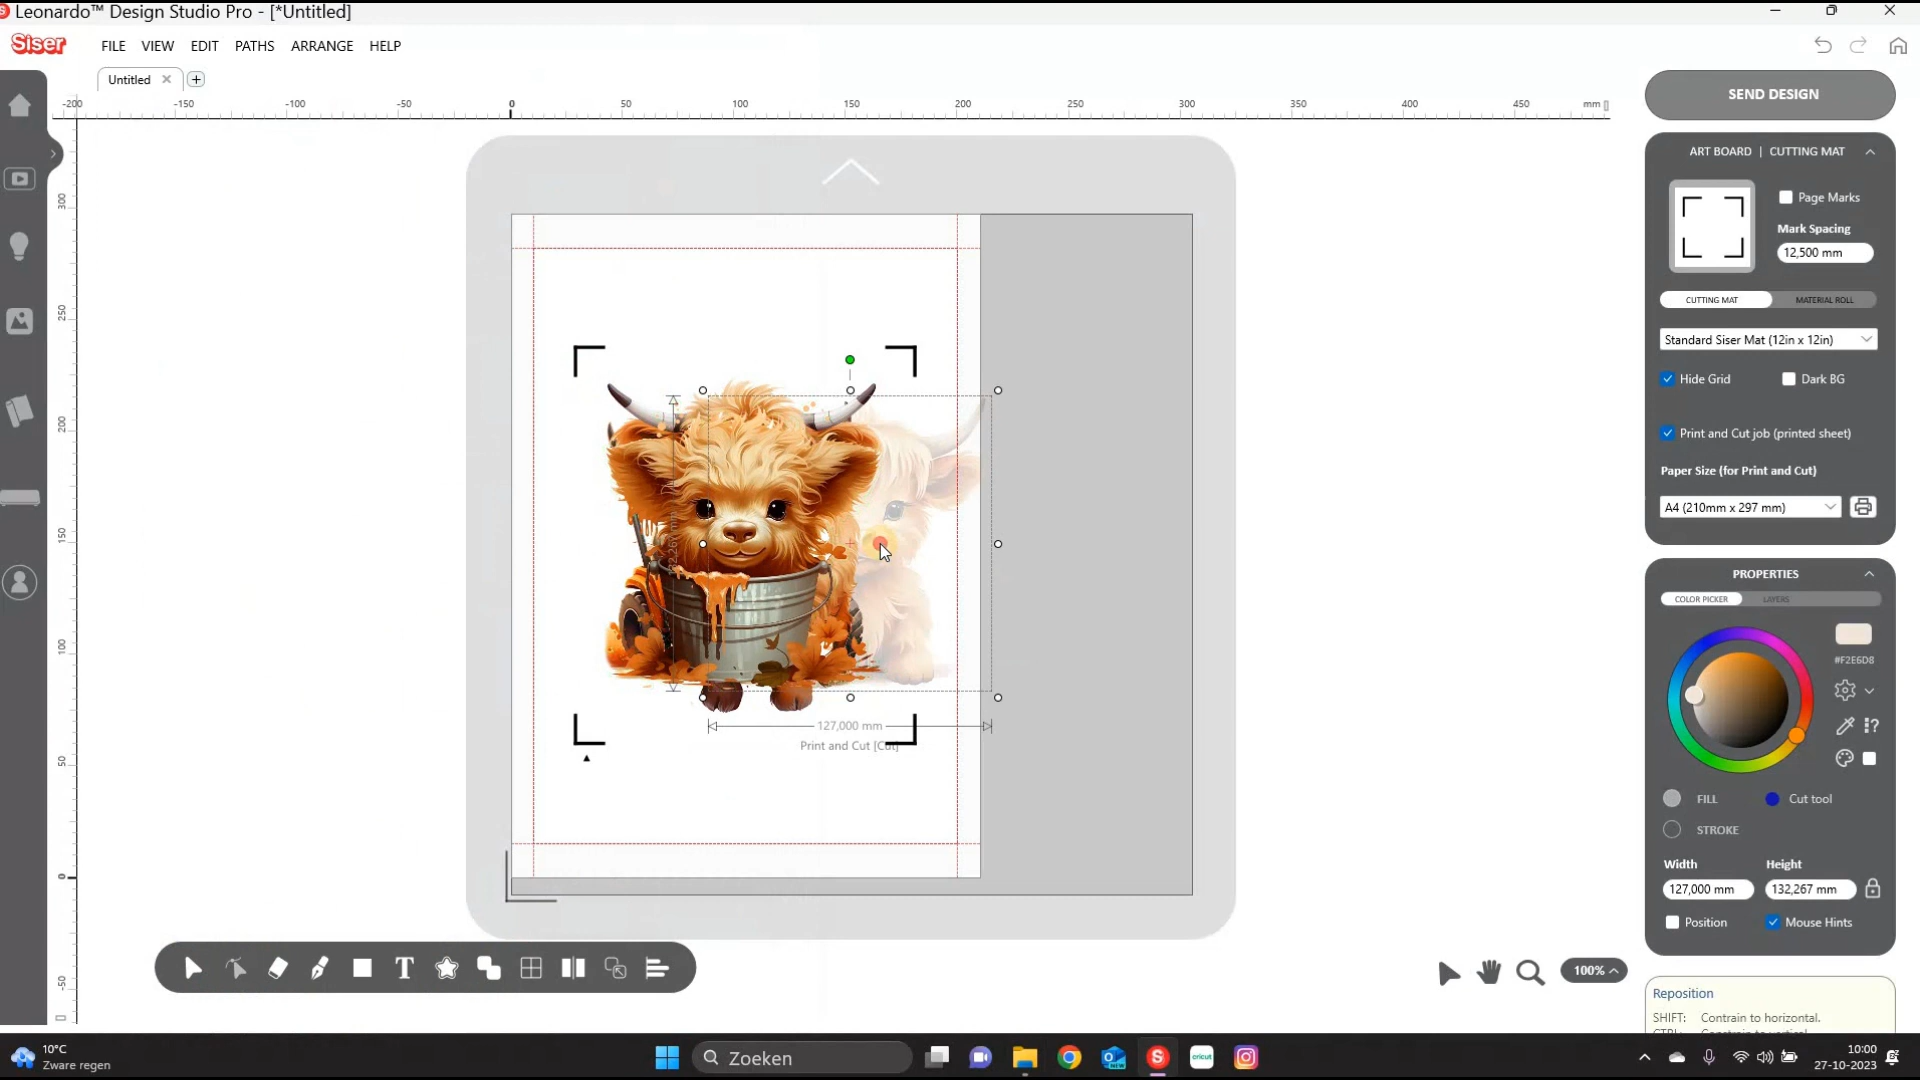 Leonardo™ Design Studio Pro - [*Untitled]
Siser
FILE VIEW EDIT PATHS ARRANGE HELP
Untitled
-200 -150 -100 -50 0 50 100 150 200 250 300 350 400 450 mm
300
250
200
150
100
50
0
-50
127,000 mm
Print and Cut [Cut]
SEND DESIGN
ART BOARD | CUTTING MAT
Page Marks
Mark Spacing
12,500 mm
CUTTING MAT MATERIAL ROLL
Standard Siser Mat (12in x 12in)
Hide Grid Dark BG
Print and Cut job (printed sheet)
Paper Size (for Print and Cut)
A4 (210mm x 297 mm)
PROPERTIES
COLOR PICKER LAYERS
#F2E6D8
FILL Cut tool
STROKE
Width Height
127,000 mm 132,267 mm
Position Mouse Hints
T
100%
Reposition
SHIFT: Contrain to horizontal.
10°C
Zware regen
Zoeken
NEW
S
cricut
10:00
27-10-2023